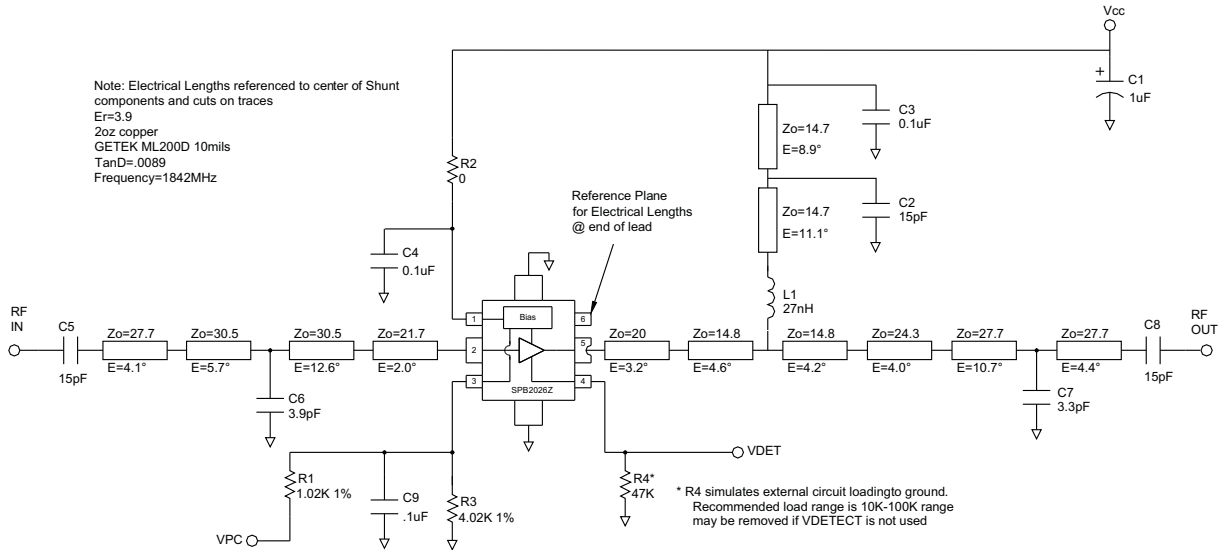 Vcc
Note: Electrical Lengths referenced to center of Shunt
components and cuts on traces
Er=3.9
2oz copper
GETEK ML200D 10mils
TanD=.0089
Frequency=1842MHz
+
C1
1uF
C3
0.1uF
Zo=14.7
E=8.9°
R2
0
Reference Plane
for Electrical Lengths
@ end of lead
C2
15pF
Zo=14.7
E=11.1°
C4
0.1uF
L1
27nH
RF
IN
C5
15pF
Zo=27.7
E=4.1°
Zo=30.5
E=5.7°
Zo=30.5
E=12.6°
Zo=21.7
E=2.0°
1
2
3
Bias
SPB2026Z
6
5
4
Zo=20
E=3.2°
Zo=14.8
E=4.6°
Zo=14.8
E=4.2°
Zo=24.3
E=4.0°
Zo=27.7
E=10.7°
Zo=27.7
E=4.4°
C8
15pF
RF
OUT
C6
3.9pF
C7
3.3pF
R1
1.02K 1%
C9
.1uF
R3
4.02K 1%
VPC
VDET
R4*
47K
* R4 simulates external circuit loadingto ground.
Recommended load range is 10K-100K range
may be removed if VDETECT is not used